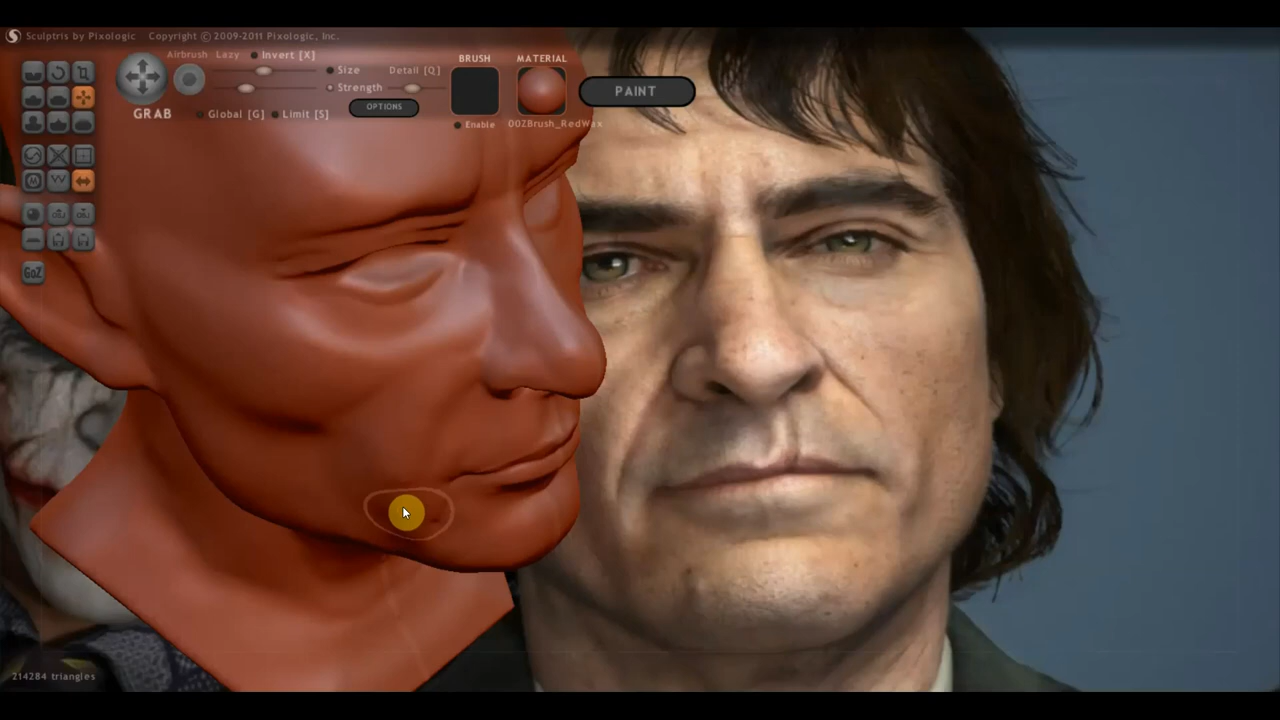 Sculptris by Pixologic Copyright © 2009-2011 Pixologic, Inc.
Airbrush Lazy Invert [X]
BRUSH
MATERIAL
Size
Detail [Q]
Strength
PAINT
OPTIONS
GRAB
Global [G] Limit [S]
Enable
00ZBrush_RedWax
GoZ
214284 triangles